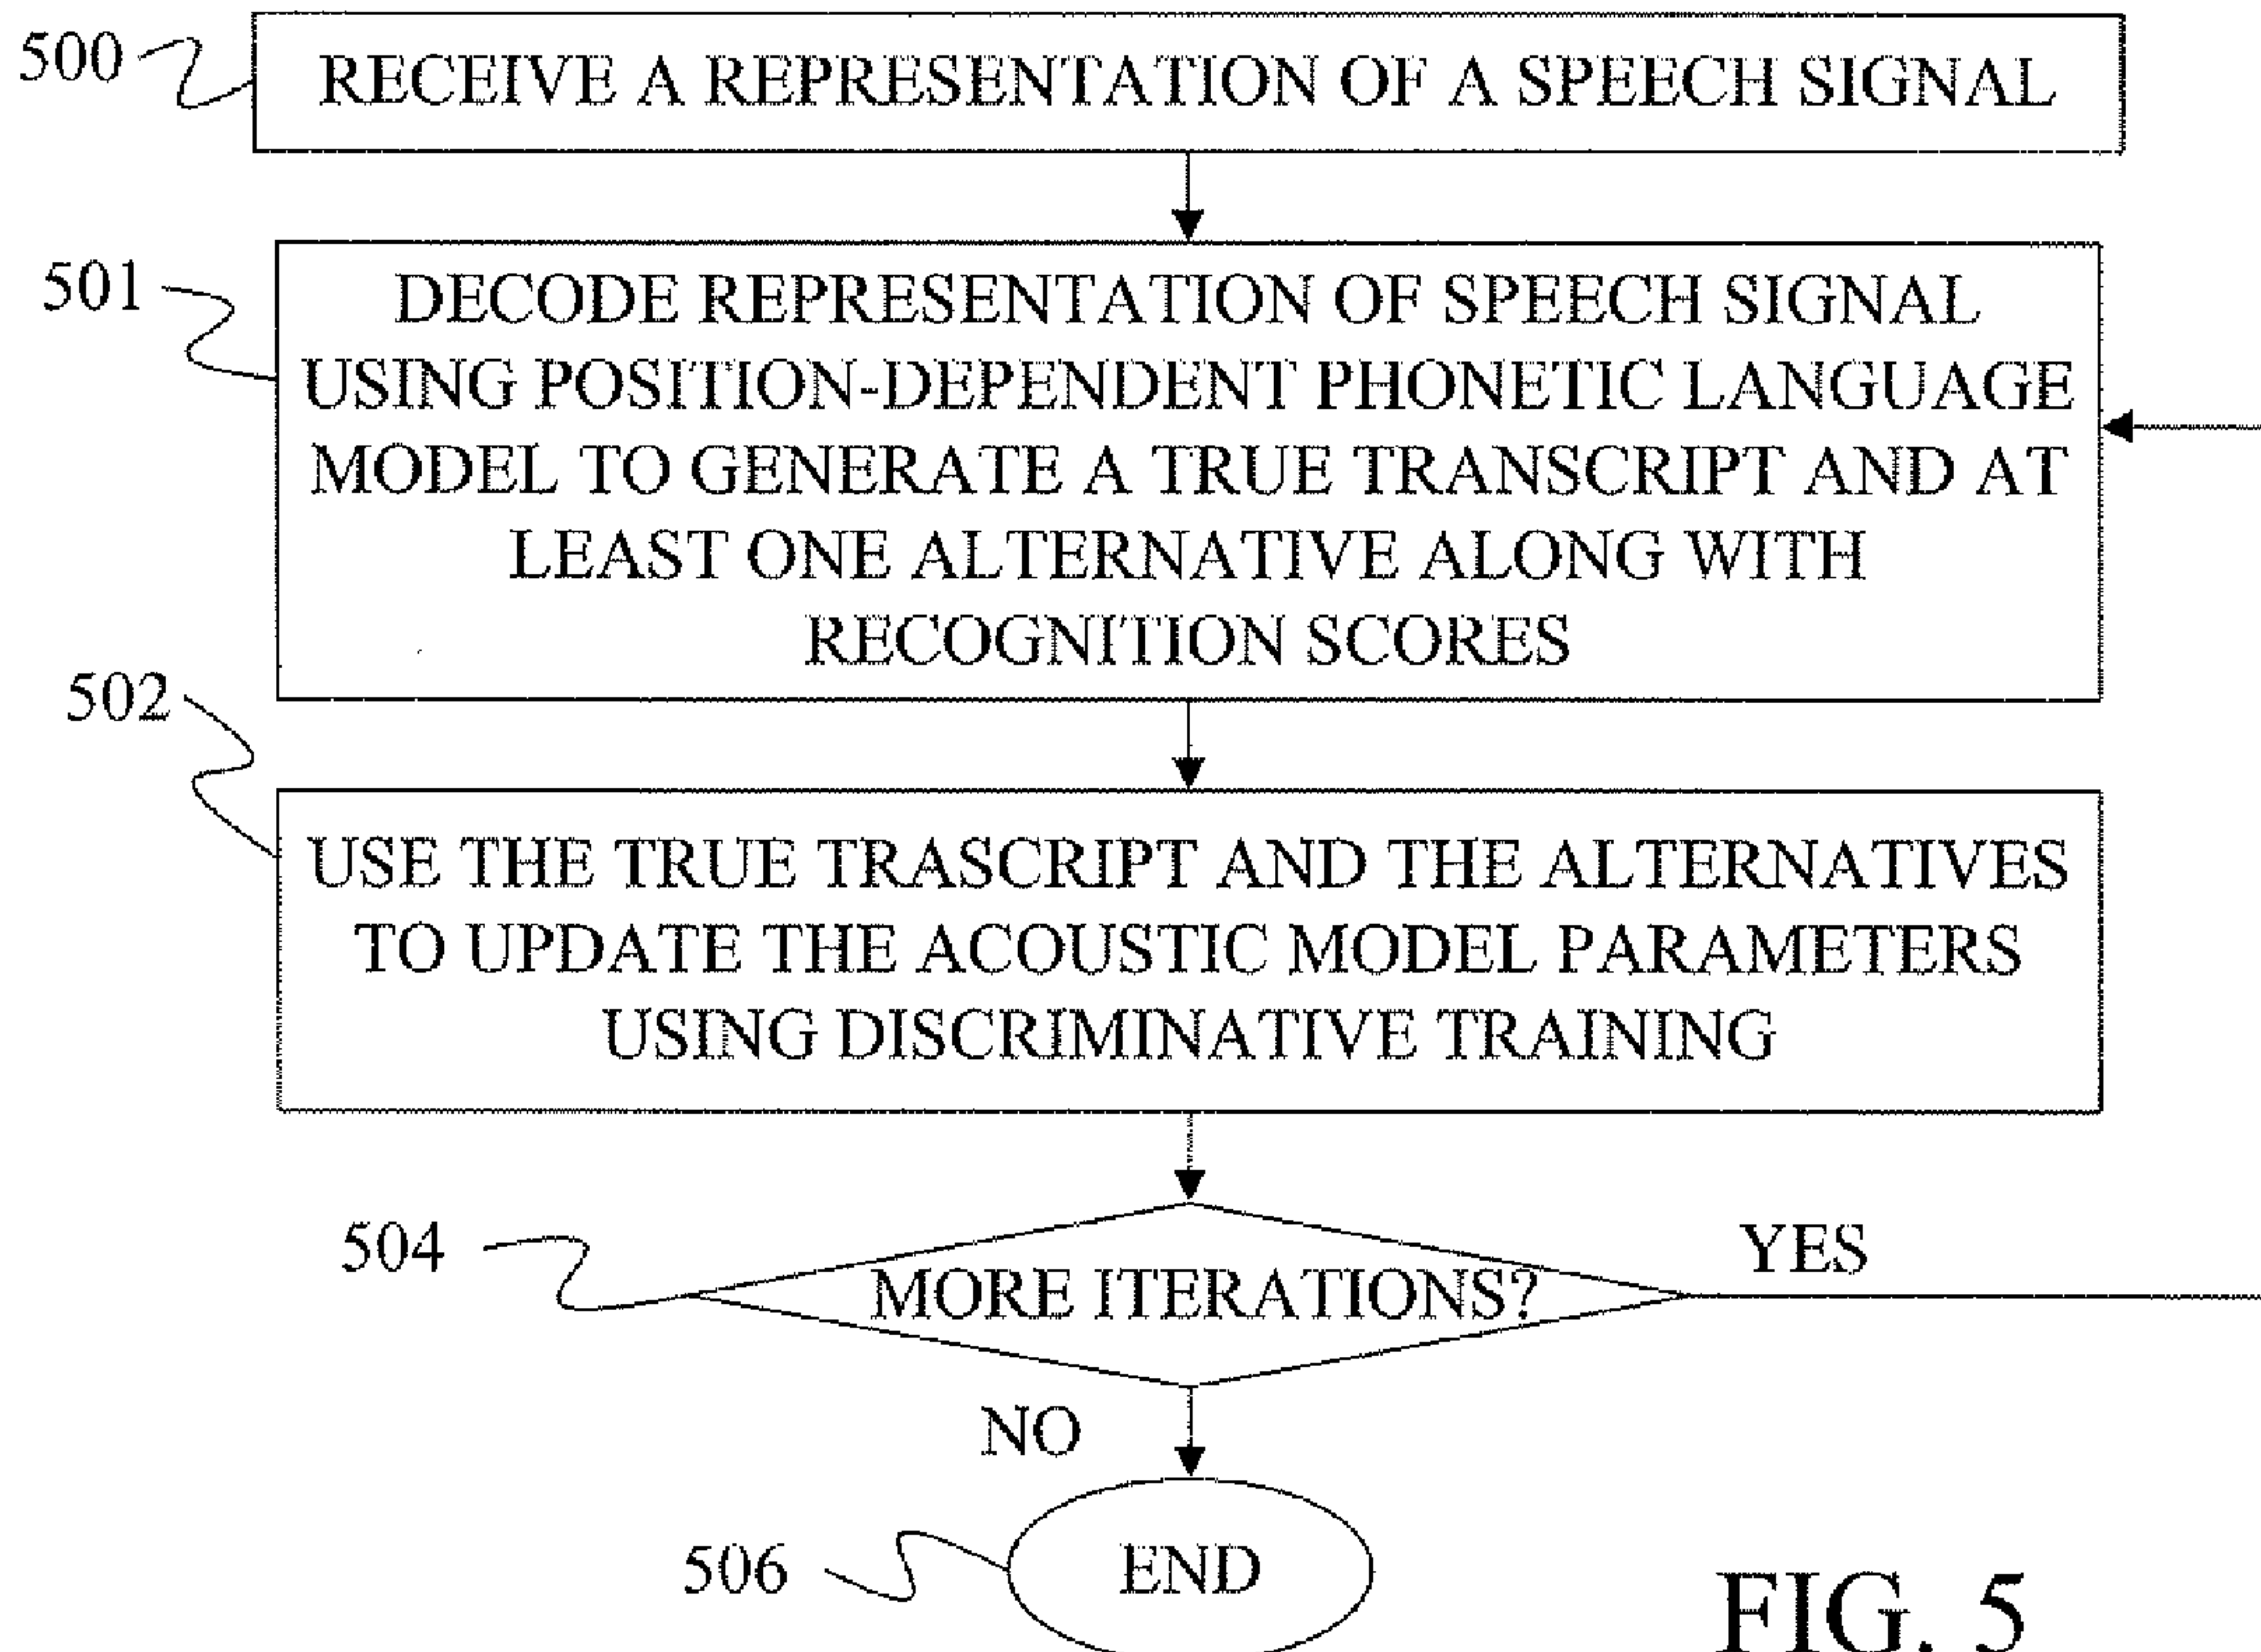 500
RECEIVE A REPRESENTATION OF A SPEECH SIGNAL
501
DECODE REPRESENTATION OF SPEECH SIGNAL
USING POSITION-DEPENDENT PHONETIC LANGUAGE
MODEL TO GENERATE A TRUE TRANSCRIPT AND AT
LEAST ONE ALTERNATIVE ALONG WITH
RECOGNITION SCORES
502
USE THE TRUE TRASCRIPT AND THE ALTERNATIVES
TO UPDATE THE ACOUSTIC MODEL PARAMETERS
USING DISCRIMINATIVE TRAINING
504
MORE ITERATIONS?
YES
NO
506
END
FIG. 5